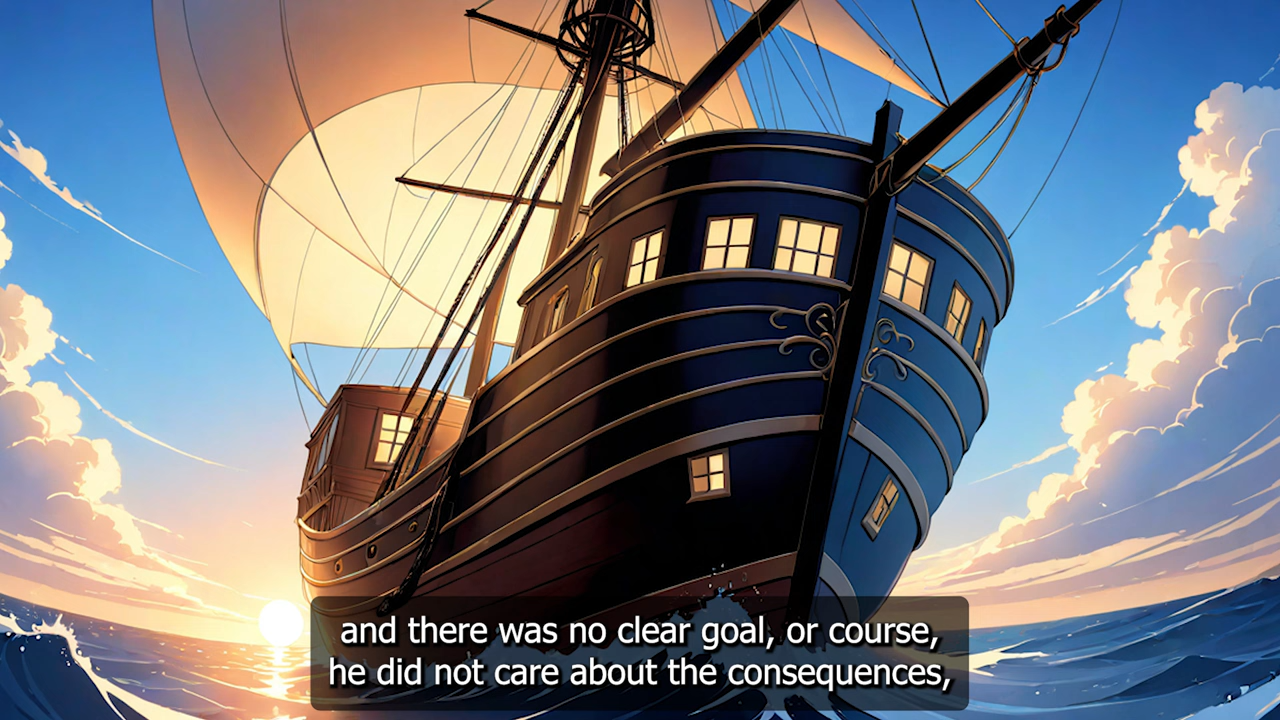 and there was no clear goal, or course,
he did not care about the consequences,